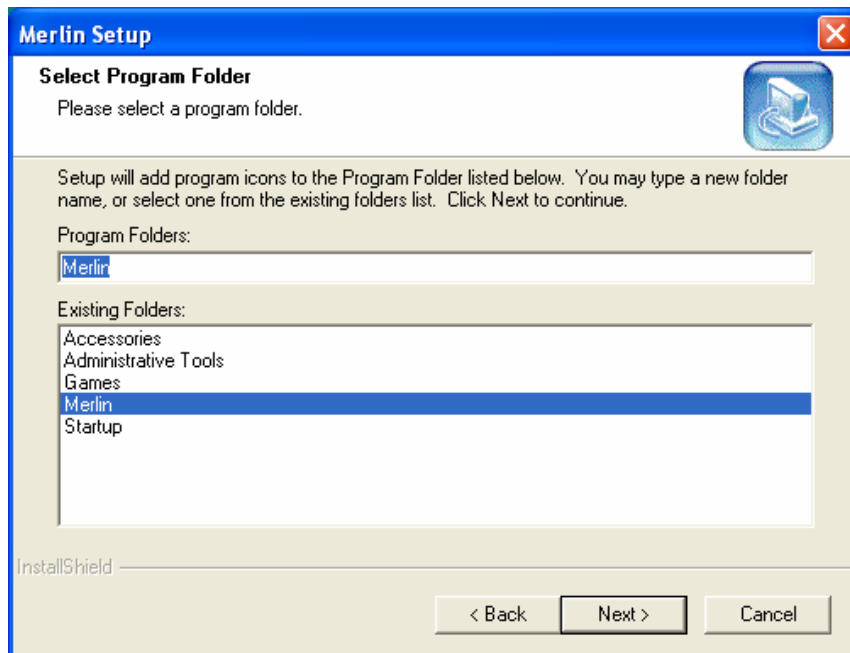 Merlin Setup
Select Program Folder
Please select a program folder.
Setup will add program icons to the Program Folder listed below.  You may type a new folder
name, or select one from the existing folders list.  Click Next to continue.
Program Folders:
Merlin
Existing Folders:
Accessories
Administrative Tools
Games
Merlin
Startup
InstallShield
< Back
Next >
Cancel